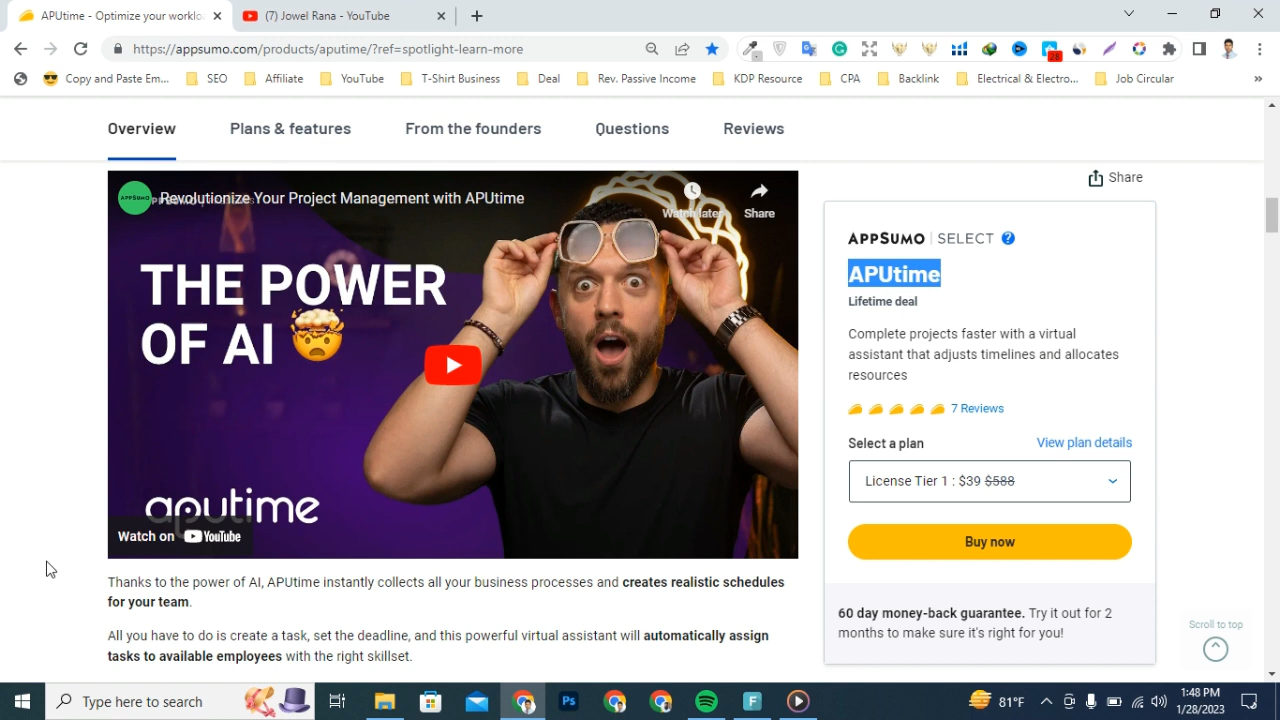 APUtime - Optimize your worklo
(7) Jowel Rana - YouTube
https://appsumo.com/products/aputime/?ref=spotlight-learn-more
28
Copy and Paste Em...
SEO
Affiliate
YouTube
T-Shirt Business
Deal
Rev. Passive Income
KDP Resource
CPA
Backlink
Electrical & Electro...
Job Circular
»
Overview
Plans & features
From the founders
Questions
Reviews
Share
APPSUMO
Revolutionize Your Project Management with APUtime
Watch later
Share
THE POWER
OF AI
aputime
Watch on YouTube
APPSUMO | SELECT ?
APUtime
Lifetime deal
Complete projects faster with a virtual
assistant that adjusts timelines and allocates
resources
7 Reviews
Select a plan
View plan details
License Tier 1 : $39 $588
Buy now
60 day money-back guarantee. Try it out for 2
months to make sure it's right for you!
Thanks to the power of AI, APUtime instantly collects all your business processes and creates realistic schedules
for your team.
All you have to do is create a task, set the deadline, and this powerful virtual assistant will automatically assign
tasks to available employees with the right skillset.
Scroll to top
Type here to search
Ps
F
81°F
1:48 PM
1/28/2023